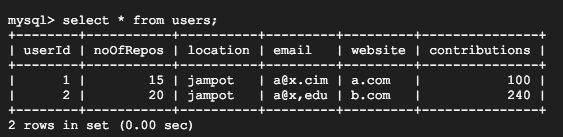 mysql> select * from users;
+--------+-----------+----------+---------+---------+---------------+
| userId | noOfRepos | location | email   | website | contributions |
+--------+-----------+----------+---------+---------+---------------+
|      1 |        15 | jampot   | a@x.cim | a.com   |           100 |
|      2 |        20 | jampot   | a@x,edu | b.com   |           240 |
+--------+-----------+----------+---------+---------+---------------+
2 rows in set (0.00 sec)